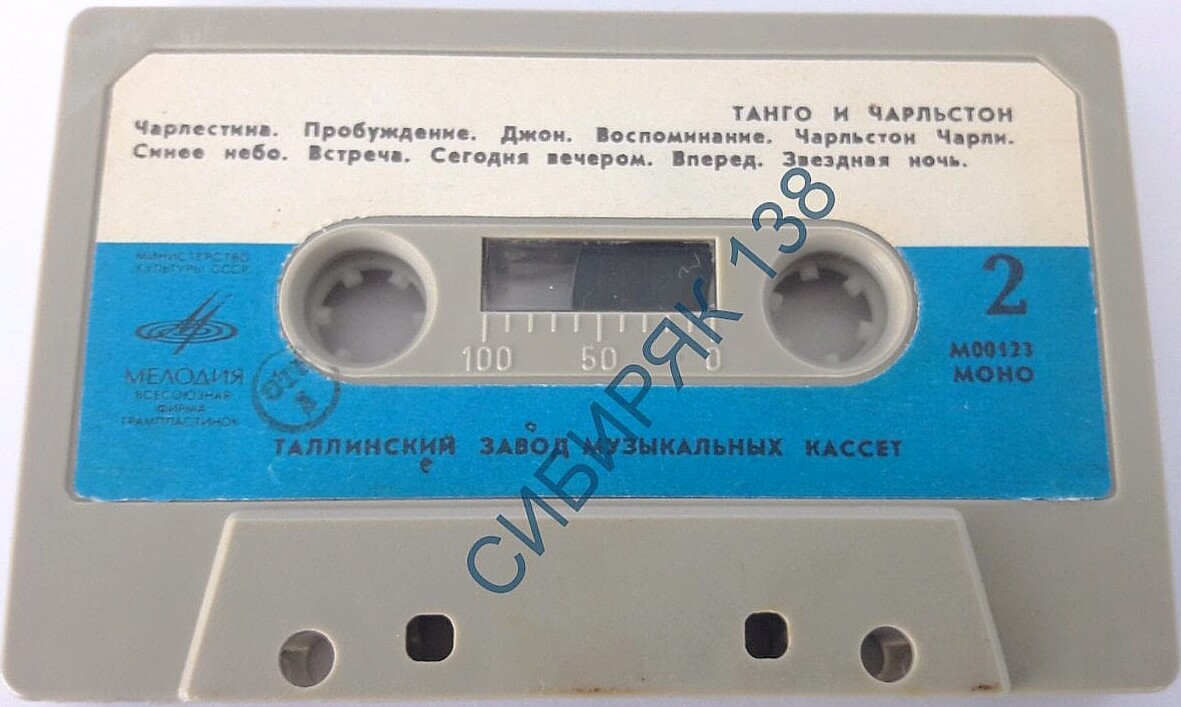 ТАНГО И ЧАРЛЬСТОН
Чарлестина. Пробуждение. Джон. Воспоминание. Чарльстон Чарли.
Синее небо. Встреча. Сегодня вечером. Вперед. Звездная ночь.
МИНИСТЕРСТВО
КУЛЬТУРЫ СССР
2
100 50 0
М00123
МЕЛОДИЯ
МОНО
ВСЕСОЮЗНАЯ
ФИРМА
ГРАМПЛАСТИНОК
ТАЛЛИНСКИЙ ЗАВОД МУЗЫКАЛЬНЫХ КАССЕТ
СИБИРЯК 138